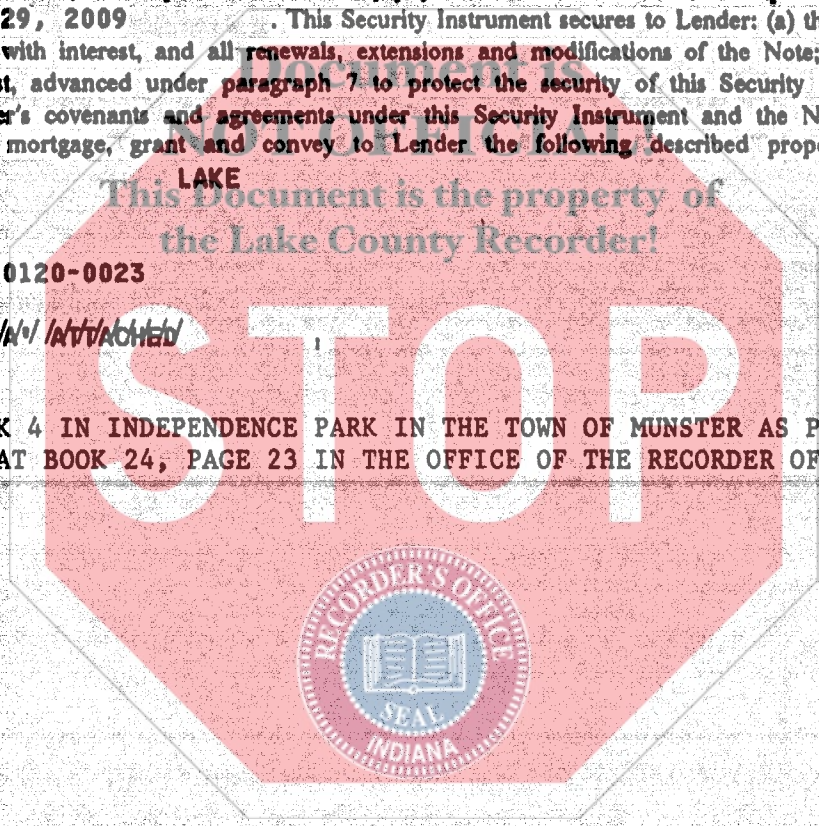 29, 2009 . This Security Instrument secures to Lender: (a) th
with interest, and all renewals, extensions and modifications of the Note;
t, advanced under paragraph 7 to protect the security of this Security
r's covenants and agreements under this Security Instrument and the N
mortgage, grant and convey to Lender the following described prope
LAKE
Document is
NOT OFFICIAL!
This Document is the property of
the Lake County Recorder!
0120-0023
ATTACHED
STOP
K 4 IN INDEPENDENCE PARK IN THE TOWN OF MUNSTER AS P
AT BOOK 24, PAGE 23 IN THE OFFICE OF THE RECORDER OF
RECORDER'S OFFICE
SEAL
INDIANA